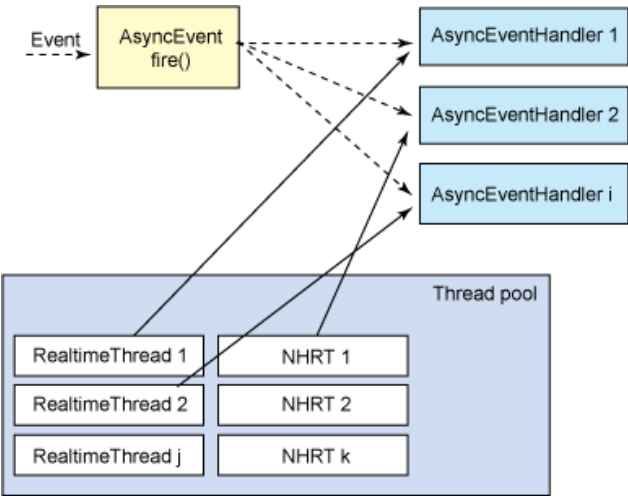 Event
AsyncEvent
fire()
AsyncEventHandler 1
AsyncEventHandler 2
AsyncEventHandler i
Thread pool
RealtimeThread 1
NHRT 1
RealtimeThread 2
NHRT 2
RealtimeThread j
NHRT k